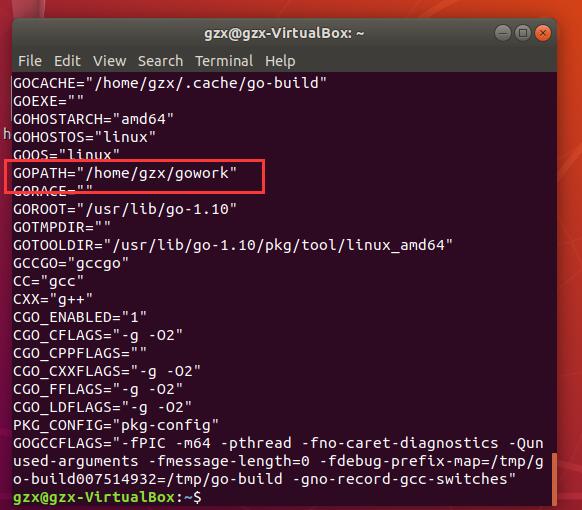 gzx@gzx-VirtualBox: ~
File Edit View Search Terminal Help
GOCACHE="/home/gzx/.cache/go-build"
GOEXE=""
GOHOSTARCH="amd64"
GOHOSTOS="linux"
GOOS="linux"
GOPATH="/home/gzx/gowork"
GORACE=""
GOROOT="/usr/lib/go-1.10"
GOTMPDIR=""
GOTOOLDIR="/usr/lib/go-1.10/pkg/tool/linux_amd64"
GCCGO="gccgo"
CC="gcc"
CXX="g++"
CGO_ENABLED="1"
CGO_CFLAGS="-g -O2"
CGO_CPPFLAGS=""
CGO_CXXFLAGS="-g -O2"
CGO_FFLAGS="-g -O2"
CGO_LDFLAGS="-g -O2"
PKG_CONFIG="pkg-config"
GOGCCFLAGS="-fPIC -m64 -pthread -fno-caret-diagnostics -Qun
used-arguments -fmessage-length=0 -fdebug-prefix-map=/tmp/g
o-build007514932=/tmp/go-build -gno-record-gcc-switches"
gzx@gzx-VirtualBox:~$